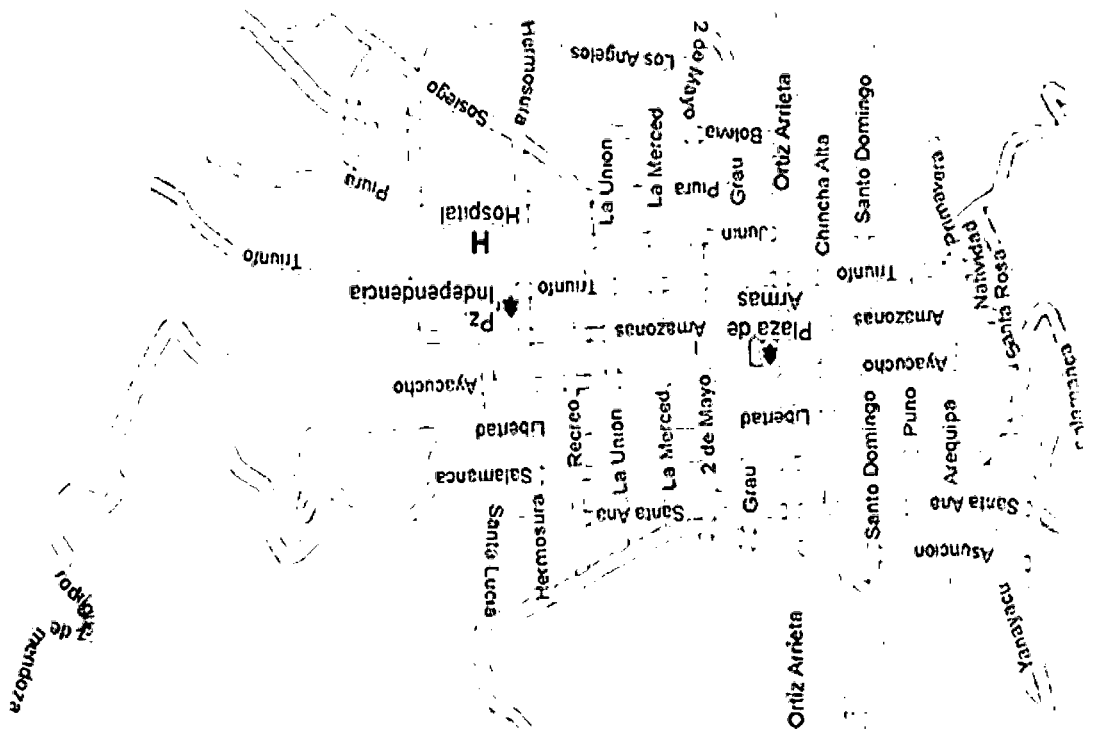 2 de Mayo
Hermosura
Los Angeles
Sosiego
Ortiz Arrieta
Santo Domingo
La Merced
Bolivia
La Union
Grau
Piura
Piura
Chincha Alta
Primavera
Hospital
H
Junin
Natividad
Santa Rosa
Triunfo
Triunfo
Triunfo
Pz.
Independencia
Plaza de
Armas
Amazonas
Amazonas
Ayacucho
Ayacucho
Salamanca
Libertad
Libertad
Recreo
La Union
La Merced
2 de Mayo
Grau
Santo Domingo
Puno
Arequipa
Salamanca
Santa Ana
Santa Ana
Santa Lucia
Hermosura
Asuncion
Yanayacu
Ortiz Arrieta
z de
mendoza